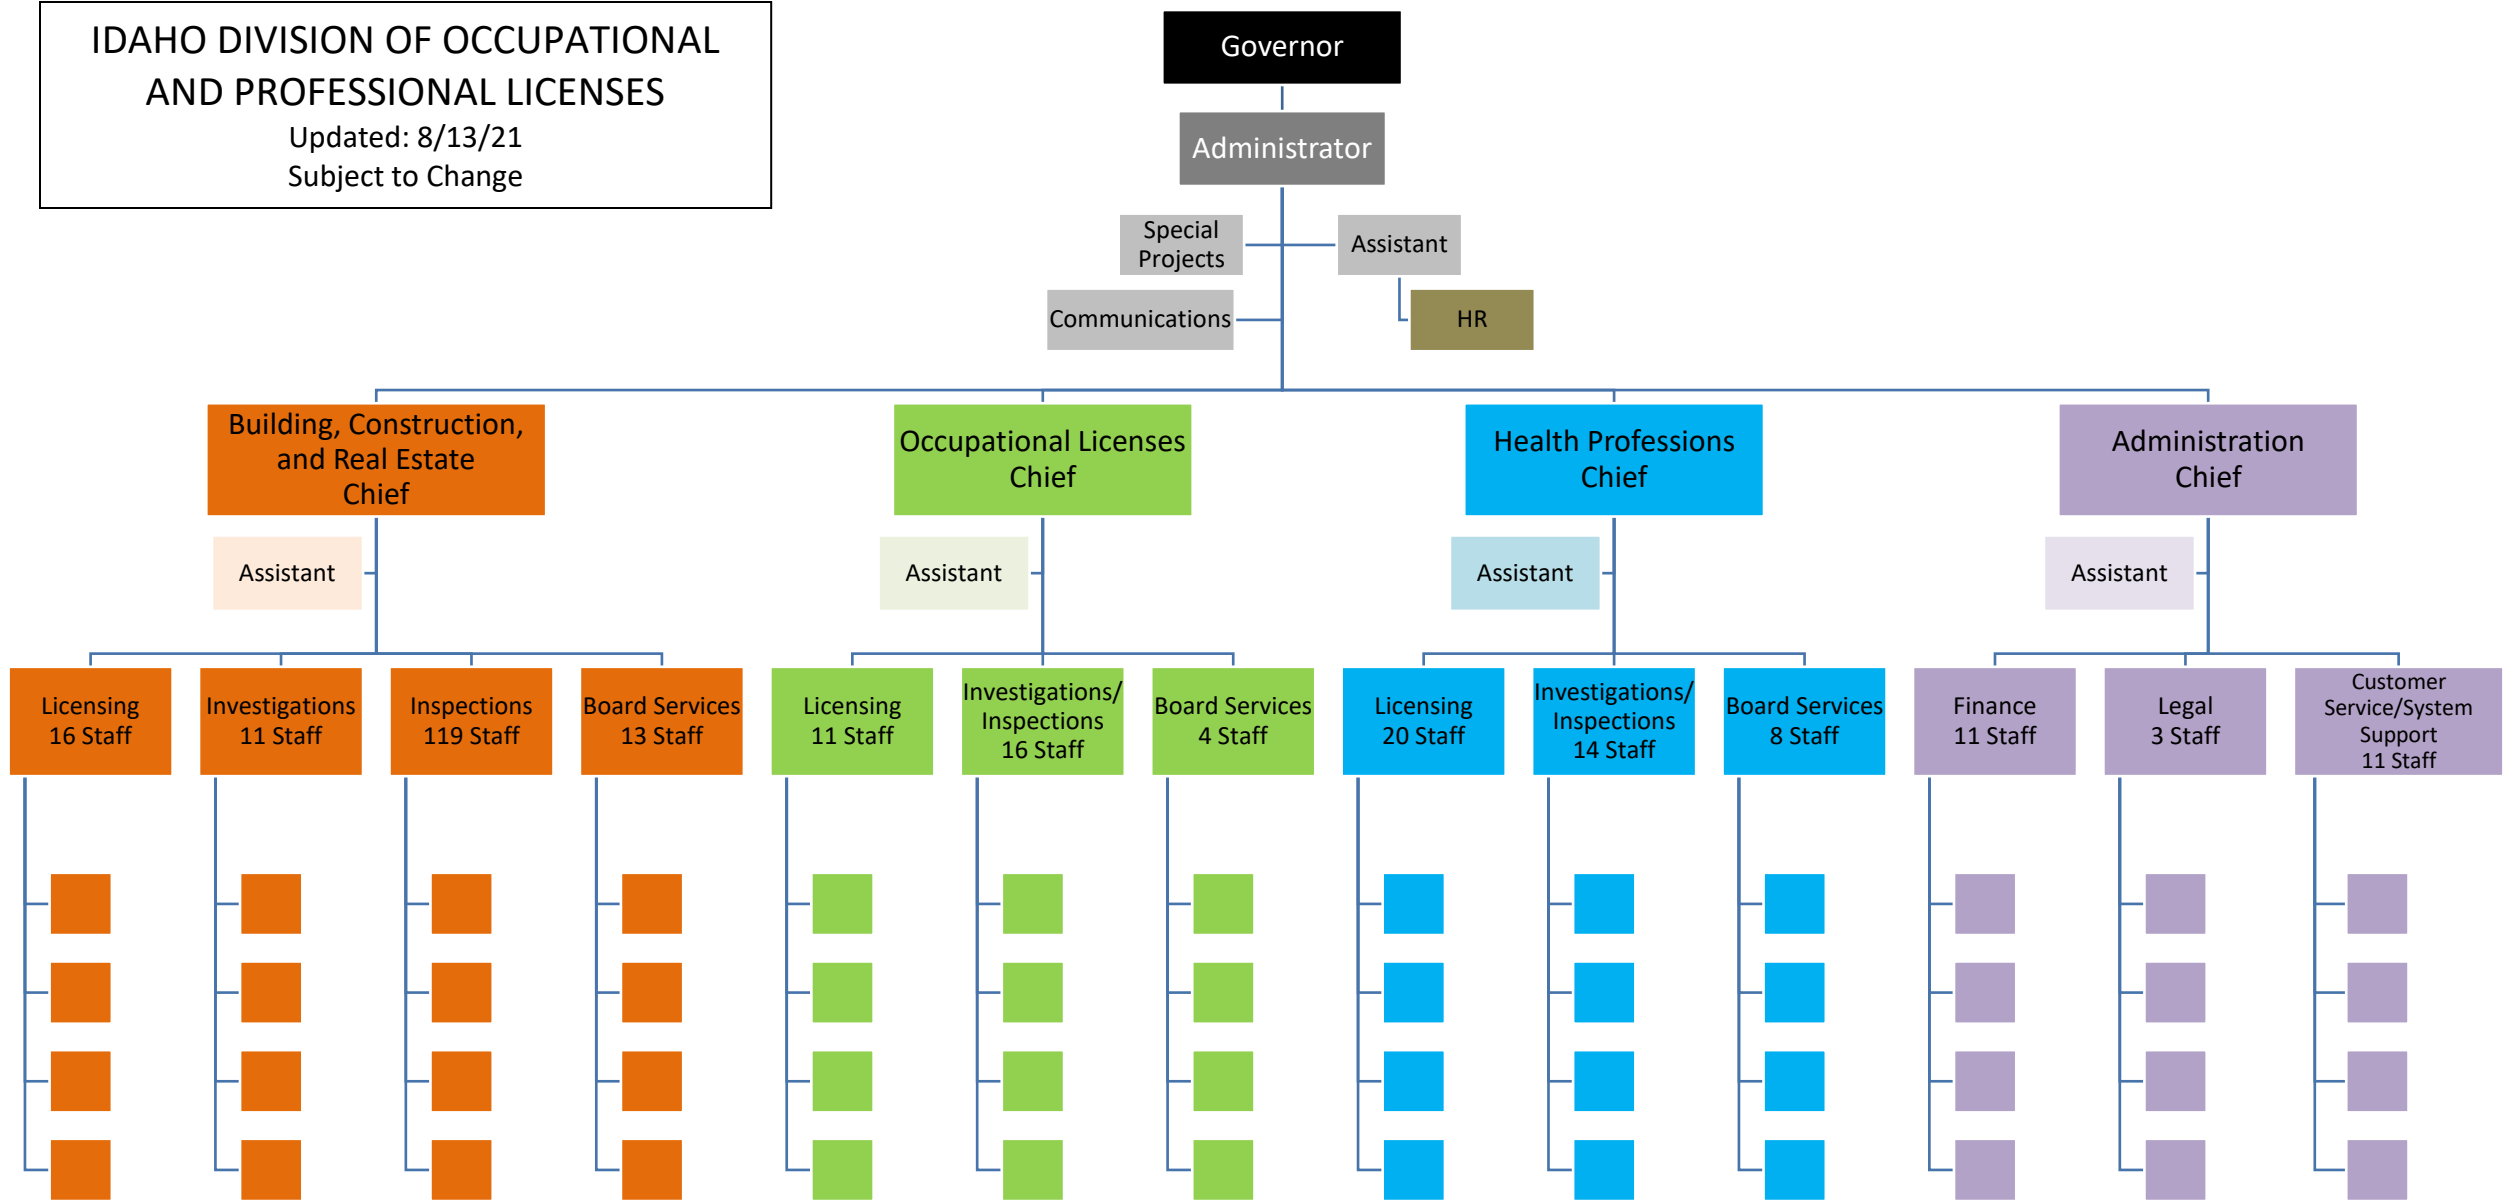 IDAHO DIVISION OF OCCUPATIONAL
AND PROFESSIONAL LICENSES
Updated: 8/13/21
Subject to Change
Governor
Administrator
Special
Projects
Assistant
Communications
HR
Building, Construction,
and Real Estate
Chief
Occupational Licenses
Chief
Health Professions
Chief
Administration
Chief
Assistant
Assistant
Assistant
Assistant
Licensing
16 Staff
Investigations
11 Staff
Inspections
119 Staff
Board Services
13 Staff
Licensing
11 Staff
Investigations/
Inspections
16 Staff
Board Services
4 Staff
Licensing
20 Staff
Investigations/
Inspections
14 Staff
Board Services
8 Staff
Finance
11 Staff
Legal
3 Staff
Customer
Service/System
Support
11 Staff